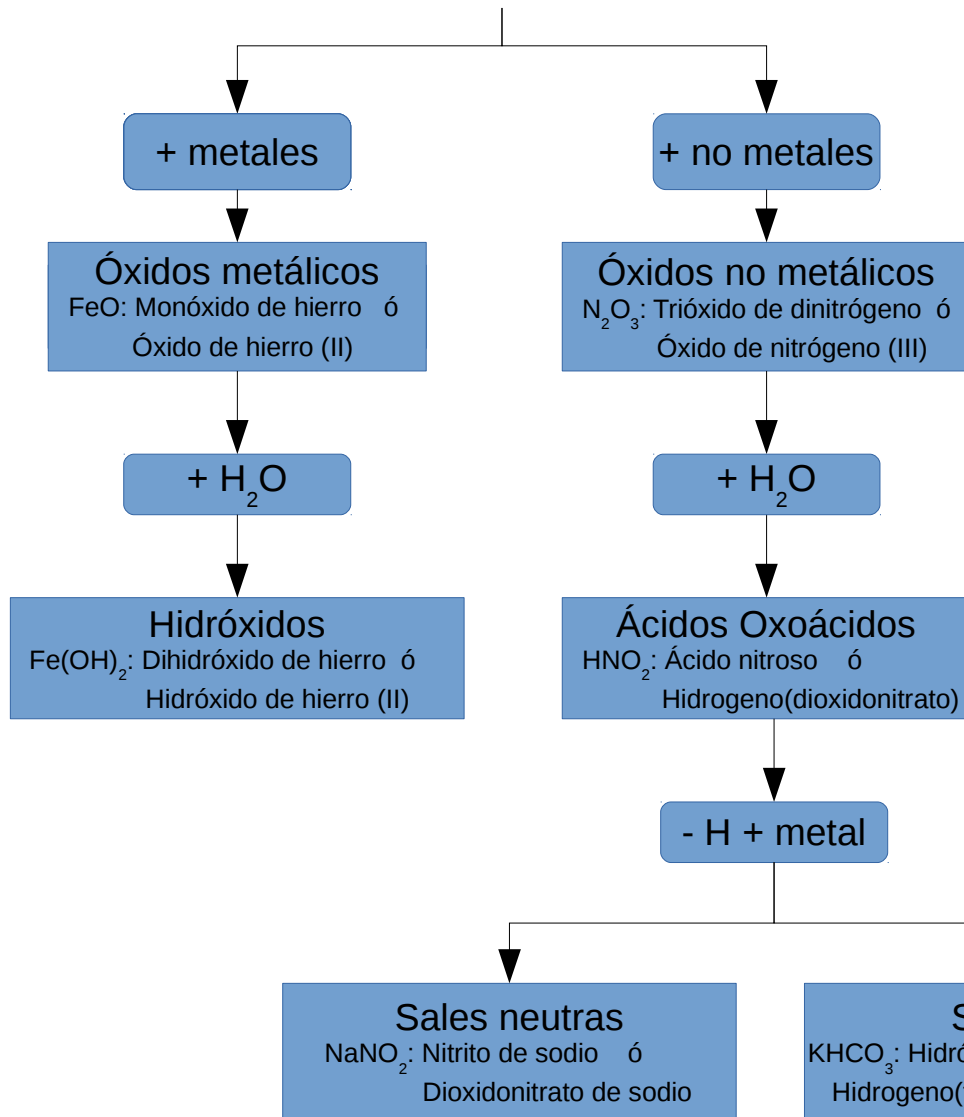 + metales
+ no metales
Óxidos metálicos
FeO: Monóxido de hierro ó
Óxido de hierro (II)
Óxidos no metálicos
N₂O₃: Trióxido de dinitrógeno ó
Óxido de nitrógeno (III)
+ H₂O
+ H₂O
Hidróxidos
Fe(OH)₂: Dihidróxido de hierro ó
Hidróxido de hierro (II)
Ácidos Oxoácidos
HNO₂: Ácido nitroso ó
Hidrogeno(dioxidonitrato)
- H + metal
Sales neutras
NaNO₂: Nitrito de sodio ó
Dioxidonitrato de sodio
S
KHCO₃: Hidró
Hidrogeno(